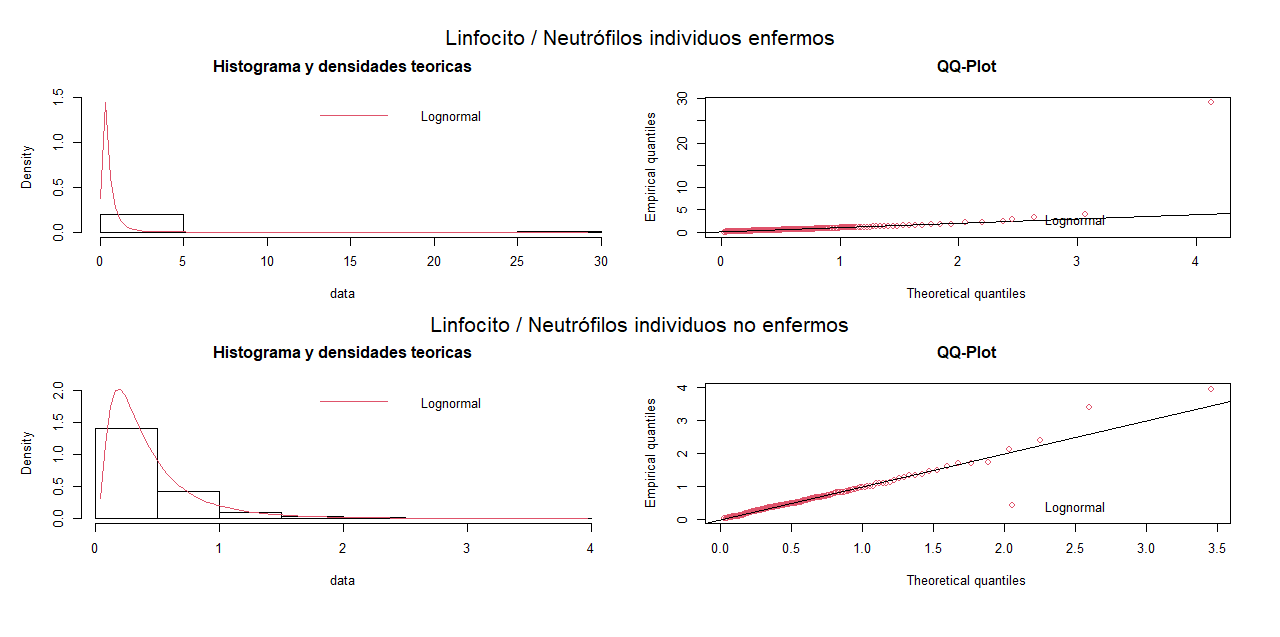 Linfocito / Neutrófilos individuos enfermos
Histograma y densidades teoricas
Density
0.0 0.5 1.0 1.5
Lognormal
0 5 10 15 20 25 30
data
QQ-Plot
Empirical quantiles
0 5 10 20 30
Lognormal
0 1 2 3 4
Theoretical quantiles
Linfocito / Neutrófilos individuos no enfermos
Histograma y densidades teoricas
Density
0.0 0.5 1.0 1.5 2.0
Lognormal
0 1 2 3 4
data
QQ-Plot
Empirical quantiles
0 1 2 3 4
Lognormal
0.0 0.5 1.0 1.5 2.0 2.5 3.0 3.5
Theoretical quantiles